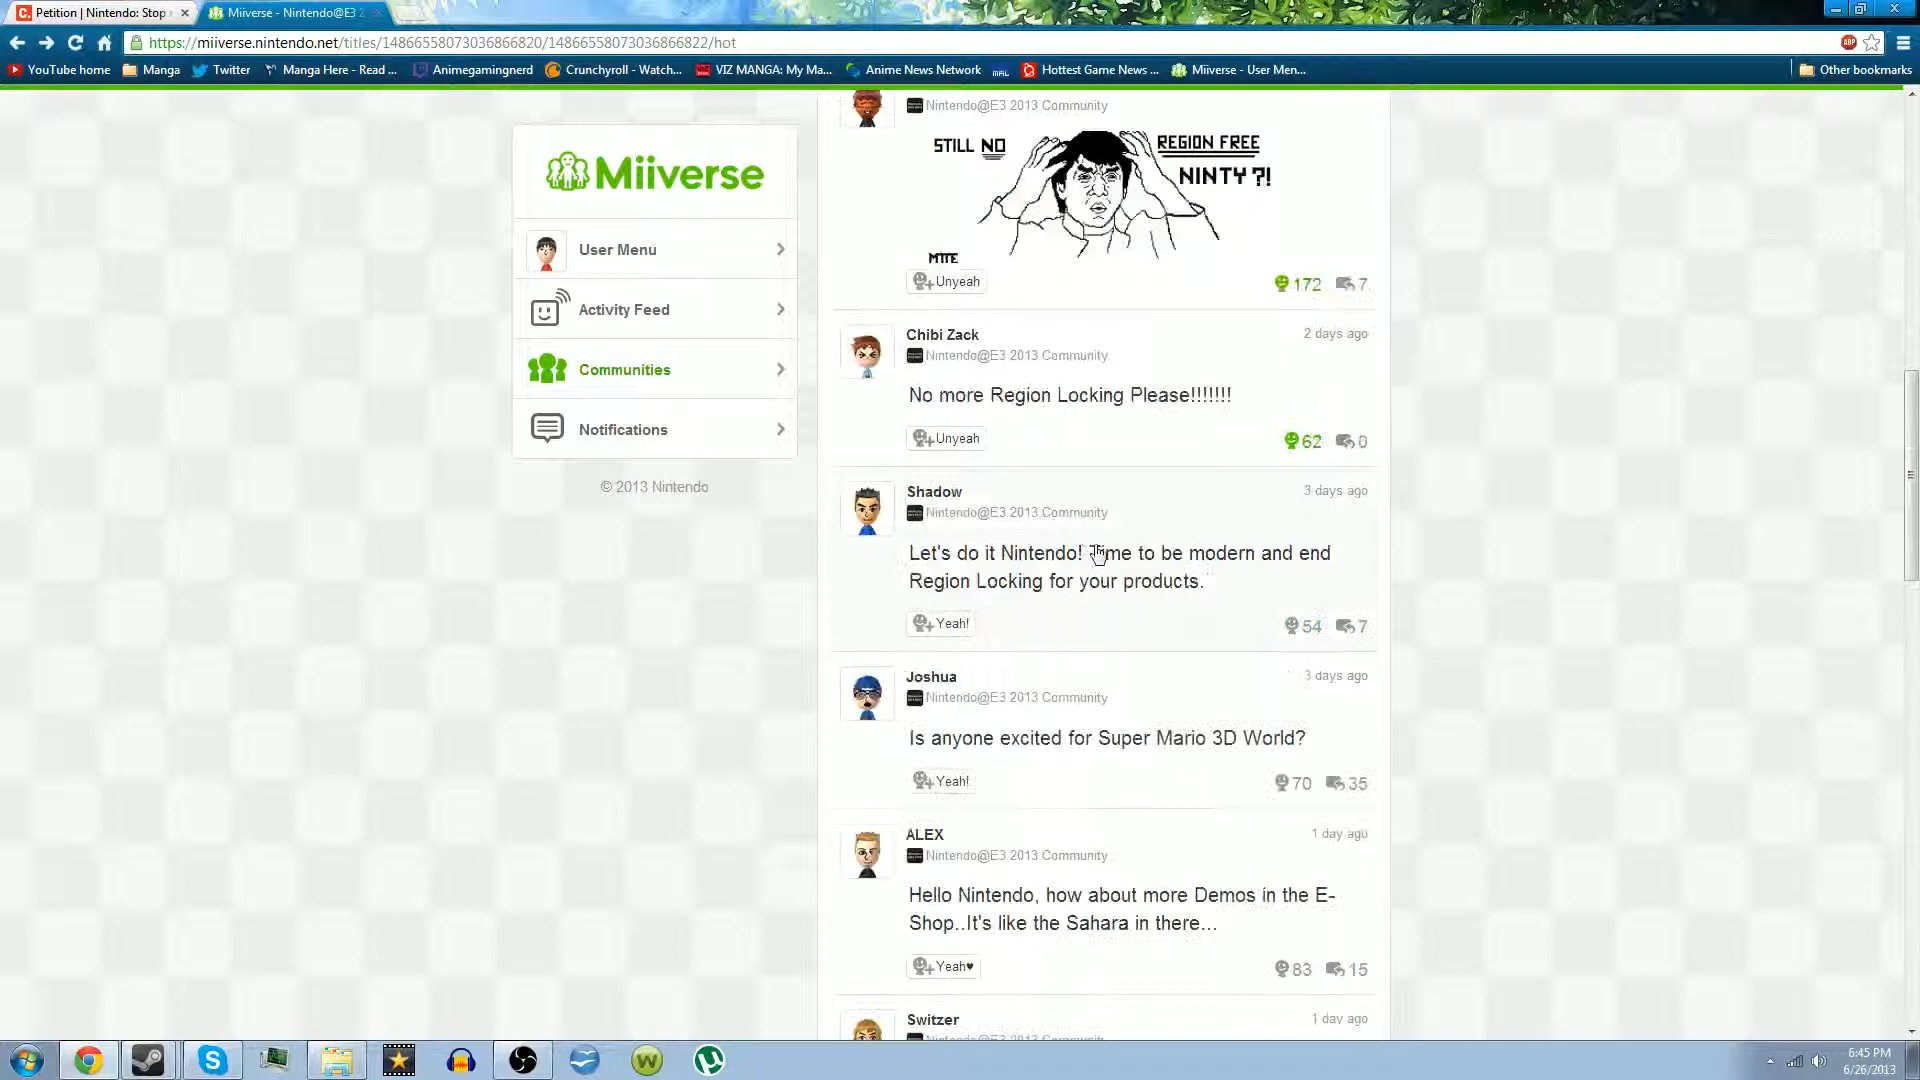 Petition | Nintendo: Stop
Miiverse - Nintendo@E3 2
https://miiverse.nintendo.net/titles/14866558073036866820/14866558073036866822/hot
ABP
YouTube home
Manga
Twitter
Manga Here - Read ...
Animegamingnerd
Crunchyroll - Watch...
VIZ MANGA: My Ma...
Anime News Network
MAL
Hottest Game News ...
Miiverse - User Men...
Other bookmarks
Miiverse
User Menu
Activity Feed
Communities
Notifications
© 2013 Nintendo
Nintendo@E3 2013 Community
STILL NO
REGION FREE
NINTY ?!
MITE
Unyeah
172
7
Chibi Zack
2 days ago
Nintendo@E3 2013 Community
No more Region Locking Please!!!!!!!
Unyeah
62
0
Shadow
3 days ago
Nintendo@E3 2013 Community
Let's do it Nintendo! Time to be modern and end
Region Locking for your products.
Yeah!
54
7
Joshua
3 days ago
Nintendo@E3 2013 Community
Is anyone excited for Super Mario 3D World?
Yeah!
70
35
ALEX
1 day ago
Nintendo@E3 2013 Community
Hello Nintendo, how about more Demos in the E-
Shop..It's like the Sahara in there...
Yeah♥
83
15
Switzer
1 day ago
Nintendo@E3 2013 Community
6:45 PM
6/26/2013